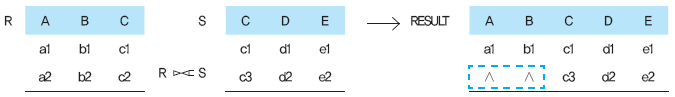 R A B C S C D E → RESULT A B C D E
a1 b1 c1 c1 d1 e1 a1 b1 c1 d1 e1
a2 b2 c2 R ⟖ S c3 d2 e2 ∧ ∧ c3 d2 e2